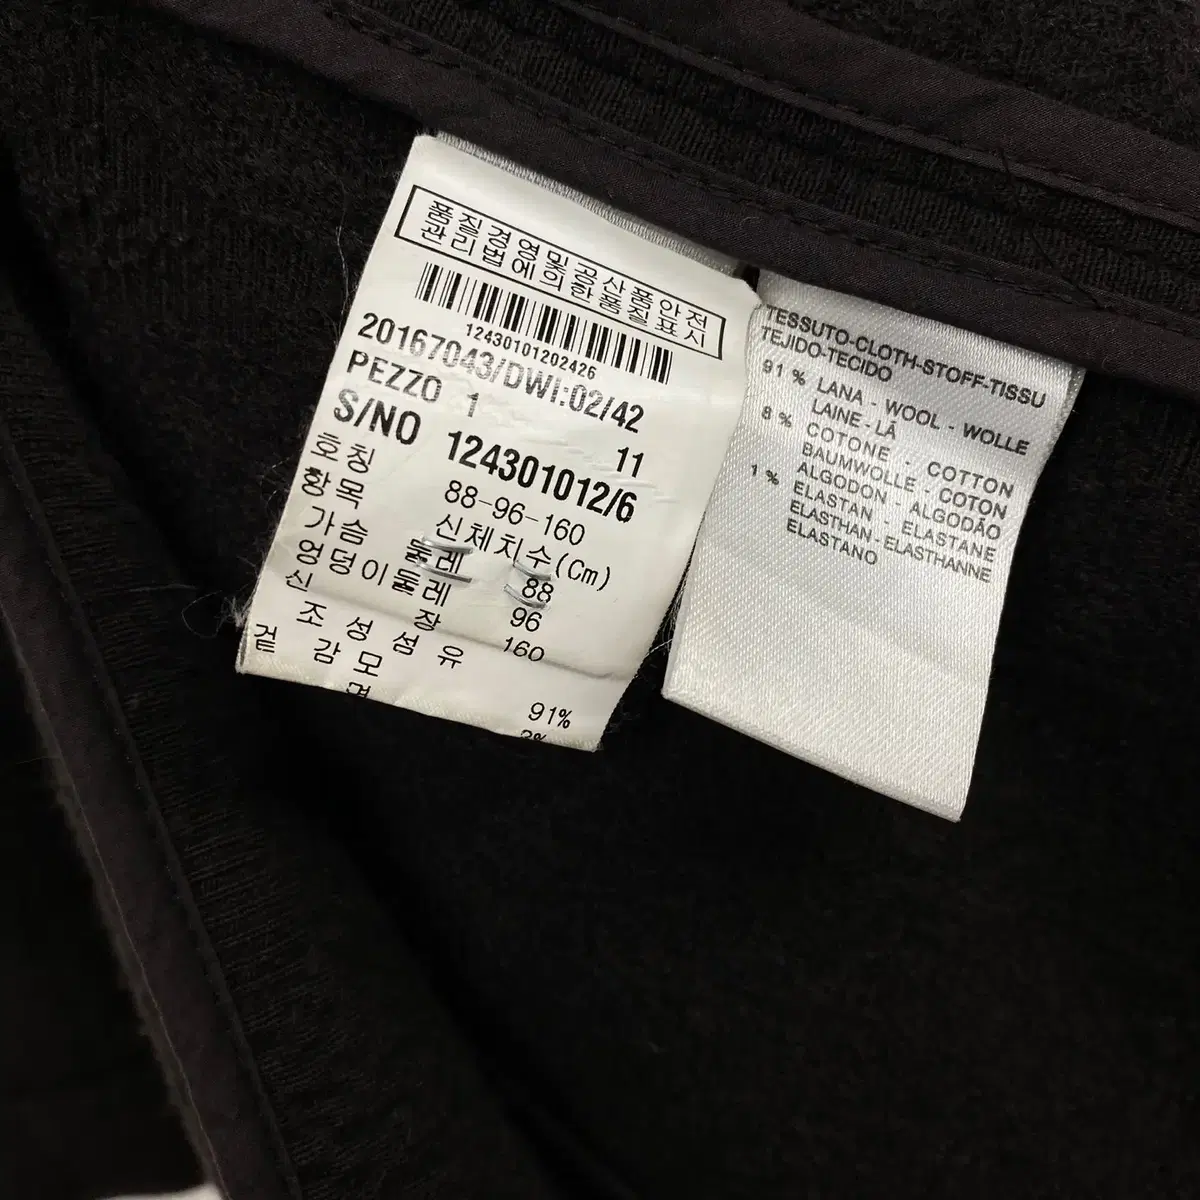 품질경영및공산품안전
관리법에의한품질표시
12430101202426
20167043/DWI:02/42
PEZZO 1 11
S/NO 124301012/6
호칭 88-96-160
항목 신체치수(Cm)
가슴둘레 88
엉덩이둘레 96
신장 160
조성섬유
겉감모 91%
면
TESSUTO-CLOTH-STOFF-TISSU
TEJIDO-TECIDO
91 % LANA - WOOL - WOLLE
LAINE - LÃ
8 % COTONE - COTTON
BAUMWOLLE - COTON
ALGODON - ALGODÃO
1 % ELASTAN - ELASTANE
ELASTHAN - ELASTHANNE
ELASTANO